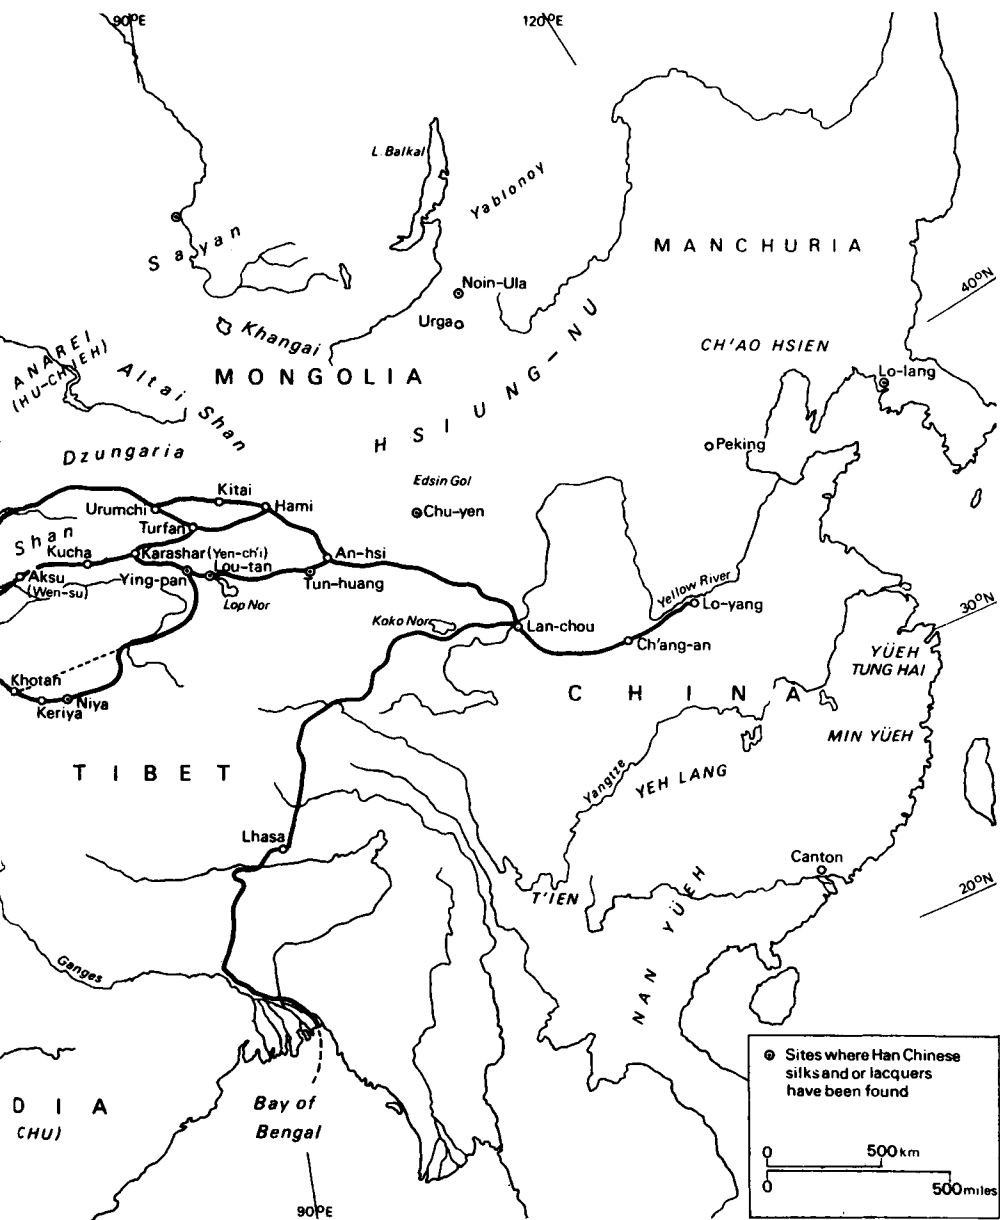 90°E
120°E
L. Baikal
Yablonoy
Sayan
MANCHURIA
40°N
Noin-Ula
Urga
Khangai
ANAREI
(HU-CHIEH)
Altai Shan
MONGOLIA
HSIUNG-NU
CH'AO HSIEN
Lo-lang
Peking
Dzungaria
Edsin Gol
Chu-yen
Kitai
Hami
Urumchi
Turfan
Shan
Kucha
Karashar (Yen-ch'i)
An-hsi
Aksu
(Wen-su)
Ying-pan
Lou-tan
Tun-huang
Lop Nor
Koko Nor
Lan-chou
Yellow River
Lo-yang
Ch'ang-an
30°N
YÜEH
TUNG HAI
Khotan
Keriya
Niya
CHINA
MIN YÜEH
TIBET
Yangtze
YEH LANG
Lhasa
Canton
T'IEN
20°N
NAN YÜEH
Ganges
DIA
CHU)
Bay of
Bengal
90°E
Sites where Han Chinese
silks and or lacquers
have been found
0 500 km
0 500 miles